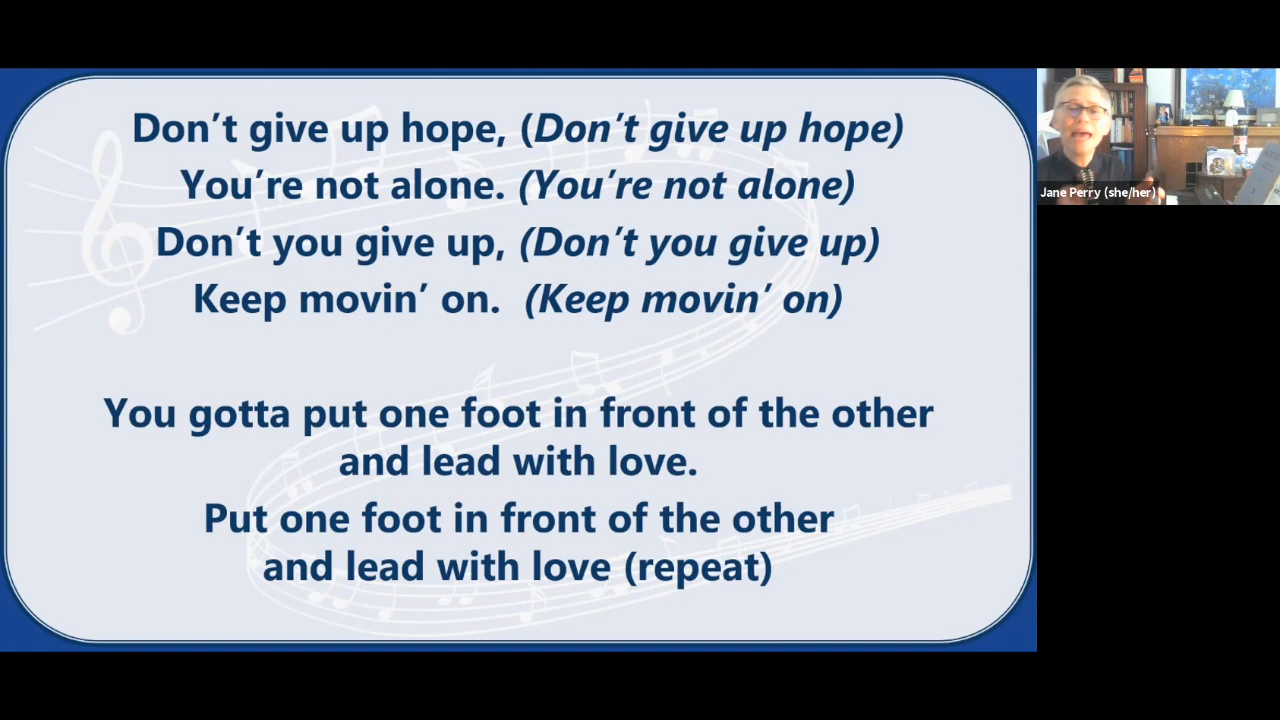 Don’t give up hope, (Don’t give up hope)
You’re not alone. (You’re not alone)
Don’t you give up, (Don’t you give up)
Keep movin’ on. (Keep movin’ on)
You gotta put one foot in front of the other
and lead with love.
Put one foot in front of the other
and lead with love (repeat)
Jane Perry (she/her)